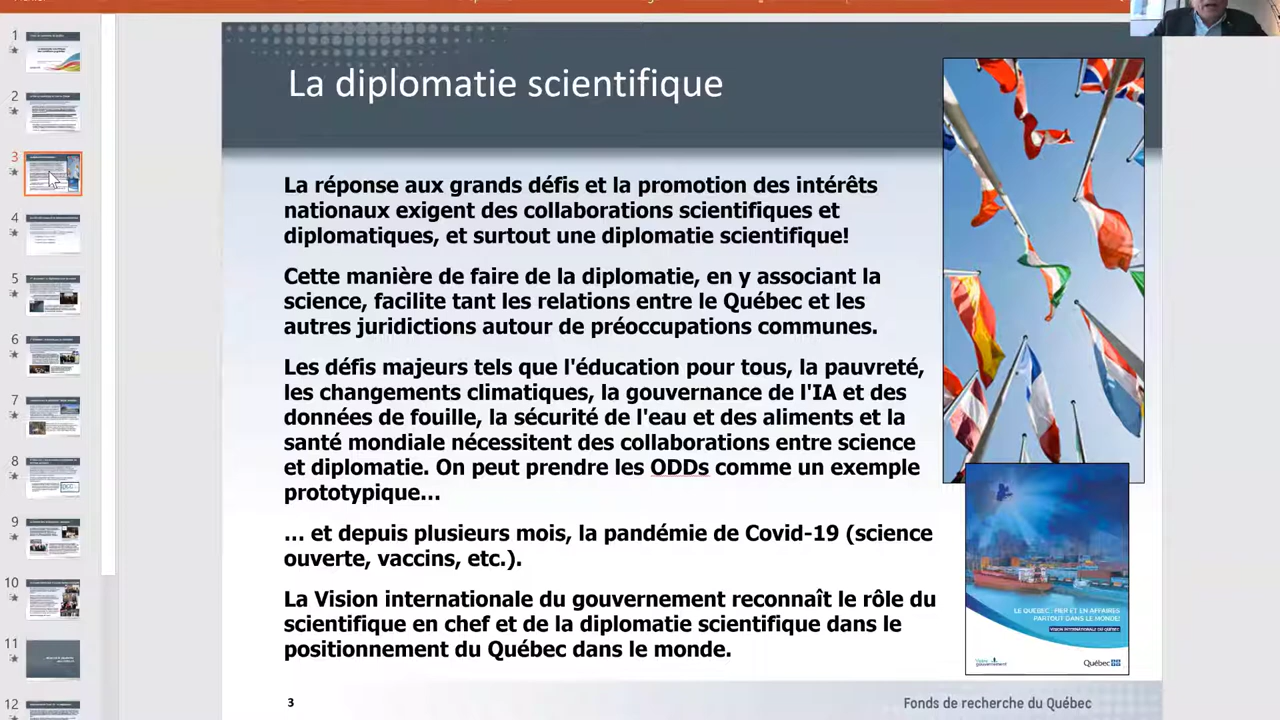 La diplomatie scientifique
La réponse aux grands défis et la promotion des intérêts
nationaux exigent des collaborations scientifiques et
diplomatiques, et surtout une diplomatie scientifique!
Cette manière de faire de la diplomatie, en y associant la
science, facilite tant les relations entre le Québec et les
autres juridictions autour de préoccupations communes.
Les défis majeurs tels que l'éducation pour tous, la pauvreté,
les changements climatiques, la gouvernance de l'IA et des
données de fouille, la sécurité de l'eau et des aliments et la
santé mondiale nécessitent des collaborations entre science
et diplomatie. On peut prendre les ODDs comme un exemple
prototypique...
... et depuis plusieurs mois, la pandémie de Covid-19 (science
ouverte, vaccins, etc.).
La Vision internationale du gouvernement reconnait le rôle du
scientifique en chef et de la diplomatie scientifique dans le
positionnement du Québec dans le monde.
LE QUÉBEC : FIER ET EN AFFAIRES
PARTOUT DANS LE MONDE!
VISION INTERNATIONALE DU QUÉBEC
Votre
gouvernement
Québec
3
Fonds de recherche du Québec
1
2
3
4
5
6
7
8
9
10
11
12